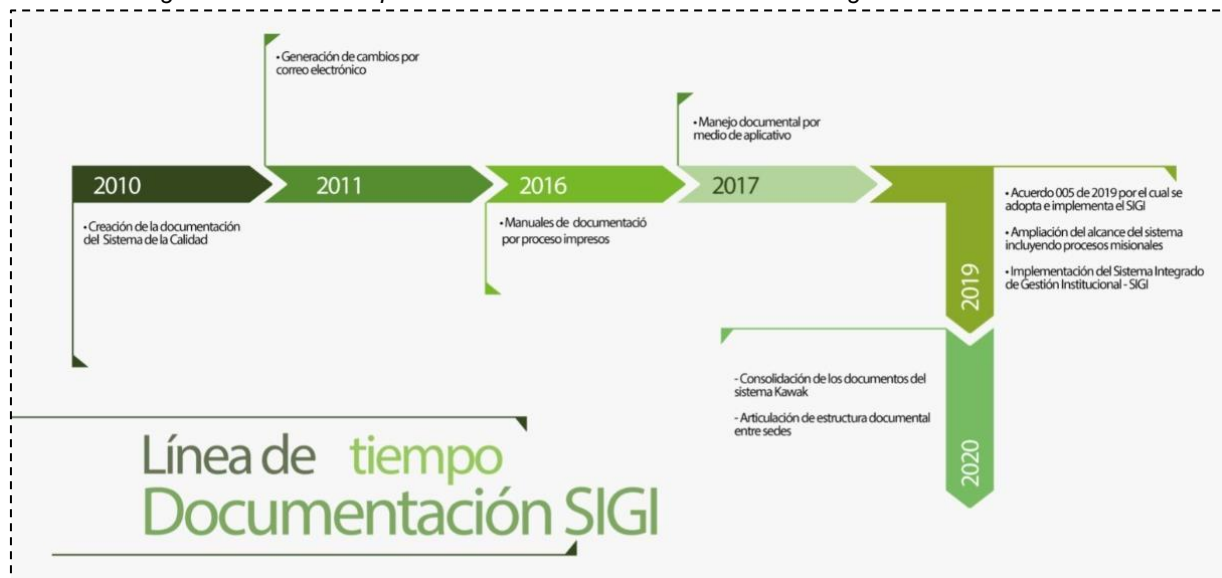 2010
• Creación de la documentación
del Sistema de la Calidad
• Generación de cambios por
correo electrónico
2011
2016
• Manuales de documentació
por proceso impresos
• Manejo documental por
medio de aplicativo
2017
2019
• Acuerdo 005 de 2019 por el cual se
adopta e implementa el SIGI
• Ampliación del alcance del sistema
incluyendo procesos misionales
• Implementación del Sistema Integrado
de Gestión Institucional - SIGI
2020
- Consolidación de los documentos del
sistema Kawak
- Articulación de estructura documental
entre sedes
Línea de tiempo
Documentación SIGI